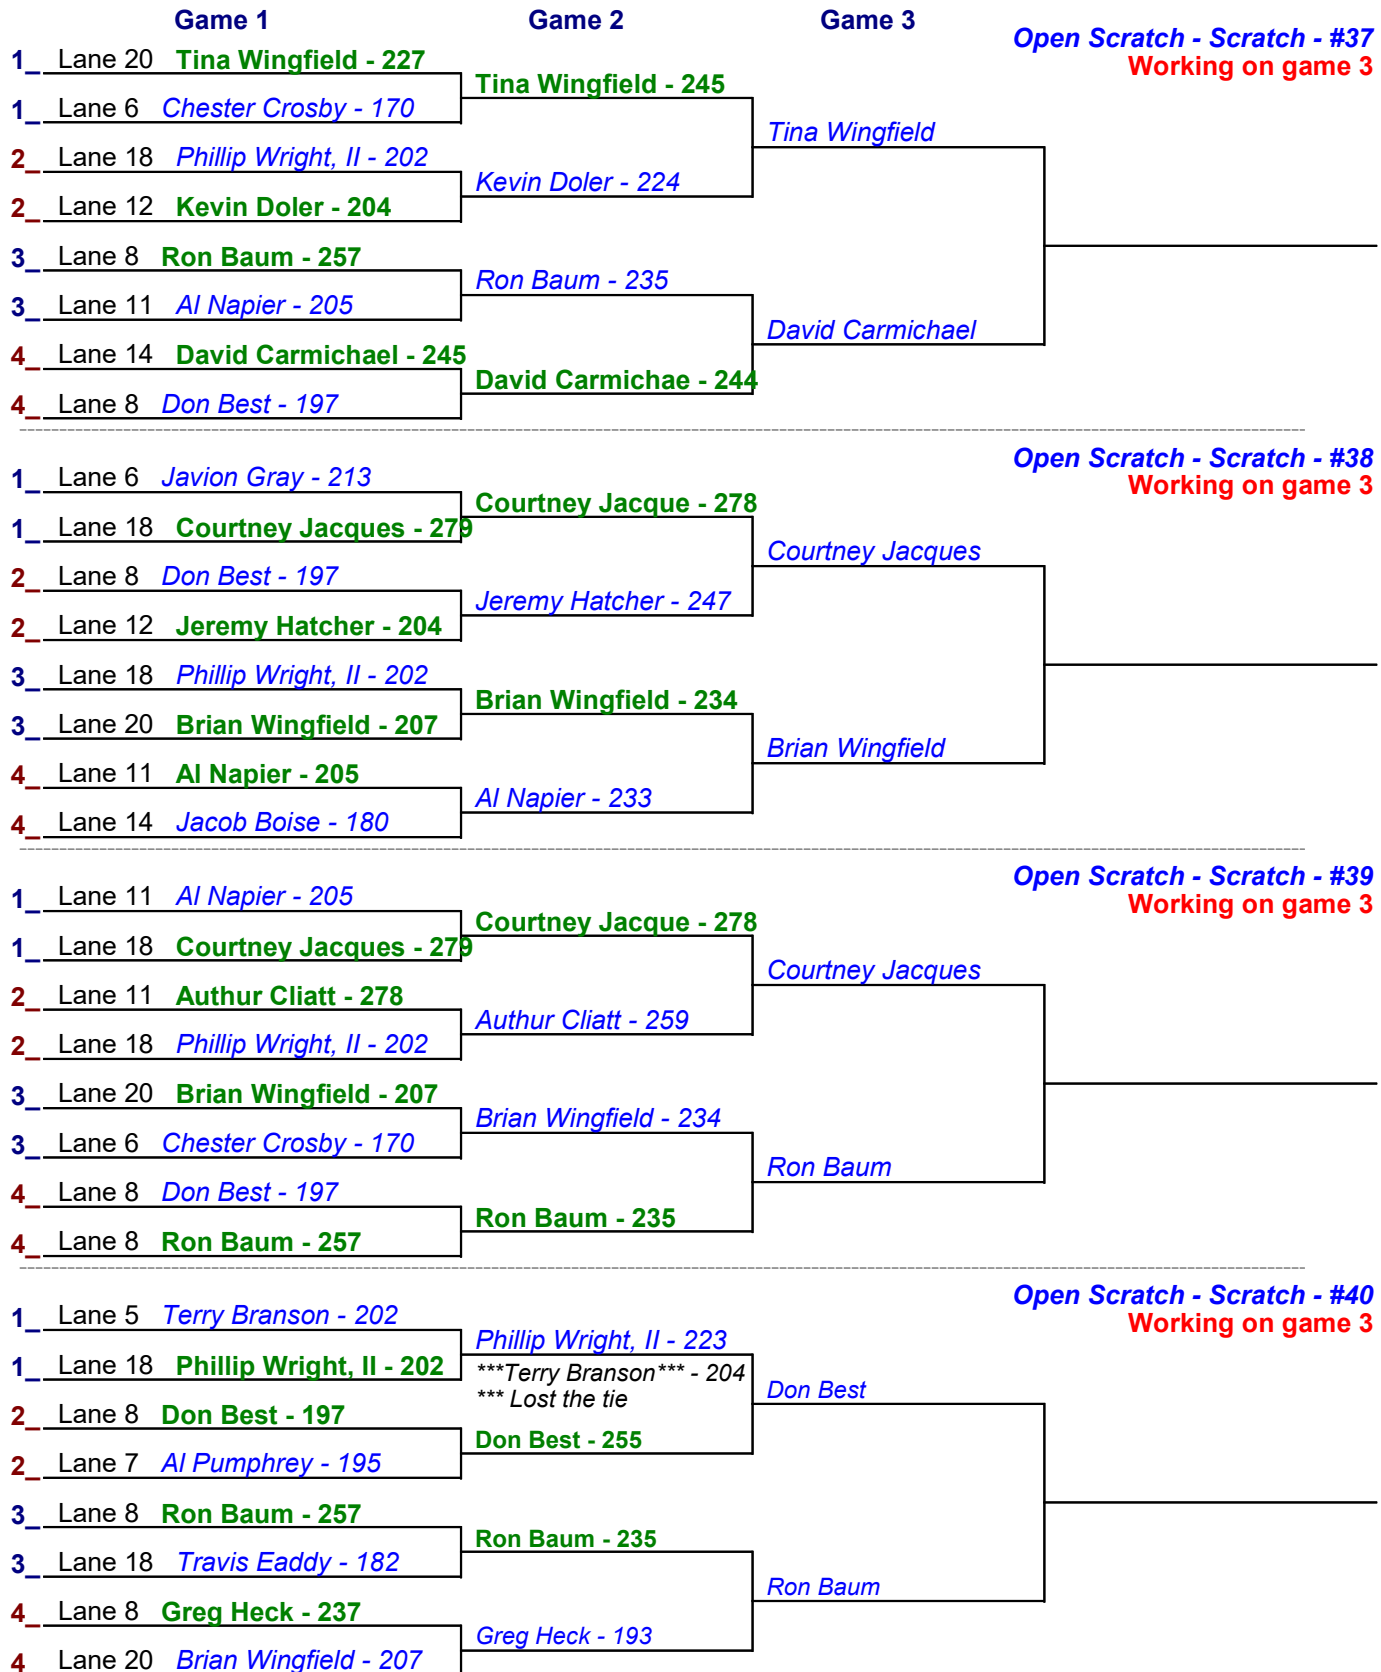 Game 1 Game 2 Game 3
Open Scratch - Scratch - #37
Working on game 3
1_ Lane 20 Tina Wingfield - 227
Tina Wingfield - 245
1_ Lane 6 Chester Crosby - 170
Tina Wingfield
2_ Lane 18 Phillip Wright, II - 202
Kevin Doler - 224
2_ Lane 12 Kevin Doler - 204
3_ Lane 8 Ron Baum - 257
Ron Baum - 235
3_ Lane 11 Al Napier - 205
David Carmichael
4_ Lane 14 David Carmichael - 245
David Carmichae - 244
4_ Lane 8 Don Best - 197
Open Scratch - Scratch - #38
Working on game 3
1_ Lane 6 Javion Gray - 213
Courtney Jacque - 278
1_ Lane 18 Courtney Jacques - 279
Courtney Jacques
2_ Lane 8 Don Best - 197
Jeremy Hatcher - 247
2_ Lane 12 Jeremy Hatcher - 204
3_ Lane 18 Phillip Wright, II - 202
Brian Wingfield - 234
3_ Lane 20 Brian Wingfield - 207
Brian Wingfield
4_ Lane 11 Al Napier - 205
Al Napier - 233
4_ Lane 14 Jacob Boise - 180
Open Scratch - Scratch - #39
Working on game 3
1_ Lane 11 Al Napier - 205
Courtney Jacque - 278
1_ Lane 18 Courtney Jacques - 279
Courtney Jacques
2_ Lane 11 Authur Cliatt - 278
Authur Cliatt - 259
2_ Lane 18 Phillip Wright, II - 202
3_ Lane 20 Brian Wingfield - 207
Brian Wingfield - 234
3_ Lane 6 Chester Crosby - 170
Ron Baum
4_ Lane 8 Don Best - 197
Ron Baum - 235
4_ Lane 8 Ron Baum - 257
Open Scratch - Scratch - #40
Working on game 3
1_ Lane 5 Terry Branson - 202
Phillip Wright, II - 223
1_ Lane 18 Phillip Wright, II - 202
***Terry Branson*** - 204
*** Lost the tie
Don Best
2_ Lane 8 Don Best - 197
Don Best - 255
2_ Lane 7 Al Pumphrey - 195
3_ Lane 8 Ron Baum - 257
Ron Baum - 235
3_ Lane 18 Travis Eaddy - 182
Ron Baum
4_ Lane 8 Greg Heck - 237
Greg Heck - 193
4 Lane 20 Brian Wingfield - 207